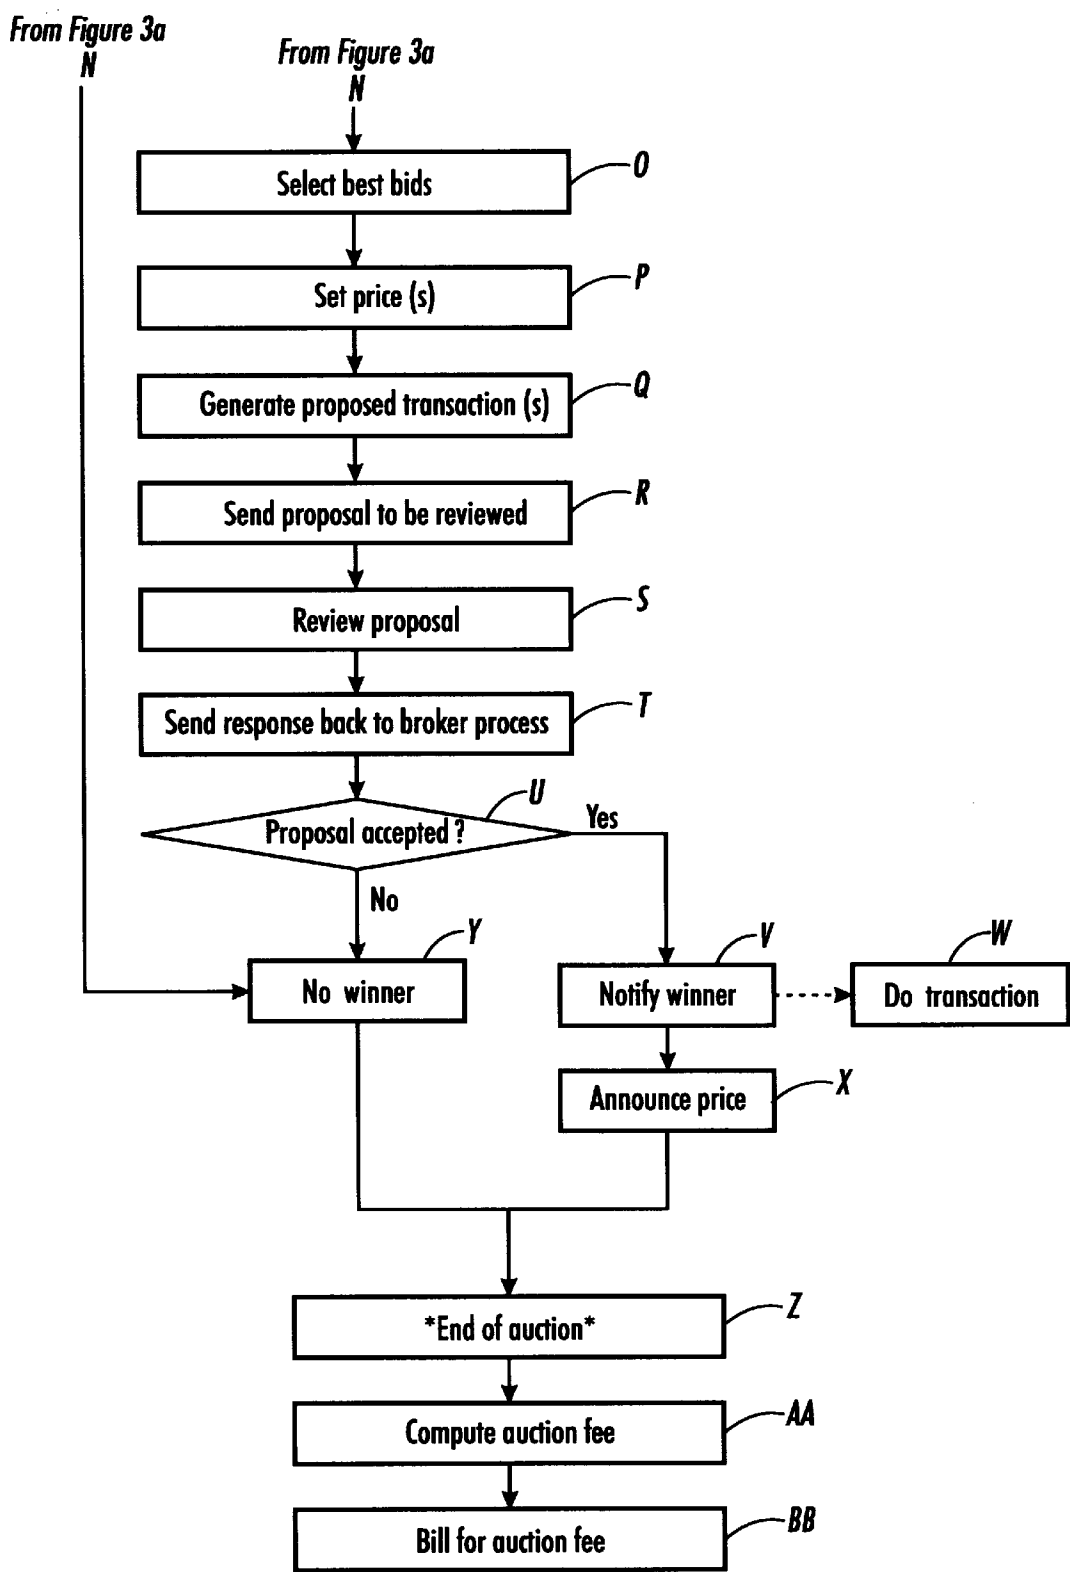 From Figure 3a
N
From Figure 3a
N
Select best bids
O
Set price (s)
P
Generate proposed transaction (s)
Q
Send proposal to be reviewed
R
Review proposal
S
Send response back to broker process
T
Proposal accepted ?
U
Yes
No
No winner
Y
Notify winner
V
Do transaction
W
Announce price
X
*End of auction*
Z
Compute auction fee
AA
Bill for auction fee
BB